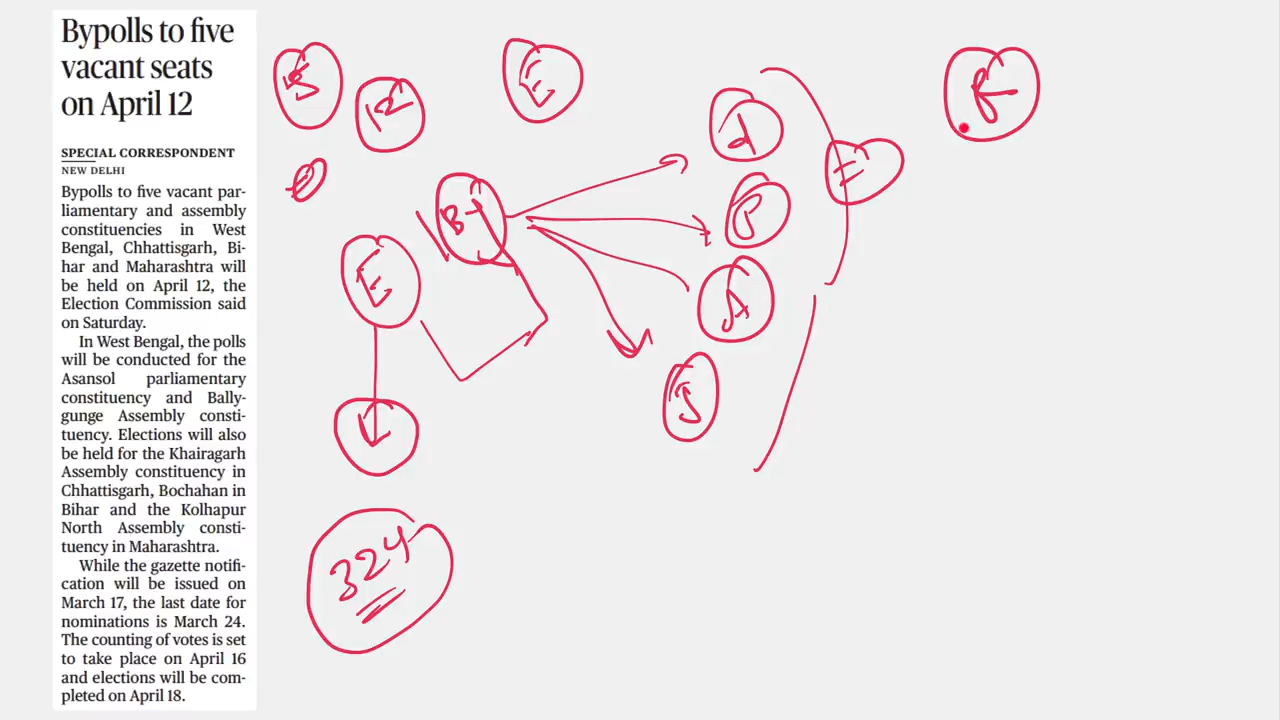 Bypolls to five
vacant seats
on April 12
SPECIAL CORRESPONDENT
NEW DELHI
Bypolls to five vacant par-
liamentary and assembly
constituencies in West
Bengal, Chhattisgarh, Bi-
har and Maharashtra will
be held on April 12, the
Election Commission said
on Saturday.
In West Bengal, the polls
will be conducted for the
Asansol parliamentary
constituency and Bally-
gunge Assembly consti-
tuency. Elections will also
be held for the Khairagarh
Assembly constituency in
Chhattisgarh, Bochahan in
Bihar and the Kolhapur
North Assembly consti-
tuency in Maharashtra.
While the gazette notifi-
cation will be issued on
March 17, the last date for
nominations is March 24.
The counting of votes is set
to take place on April 16
and elections will be com-
pleted on April 18.
E
d
P
A
E
L
324